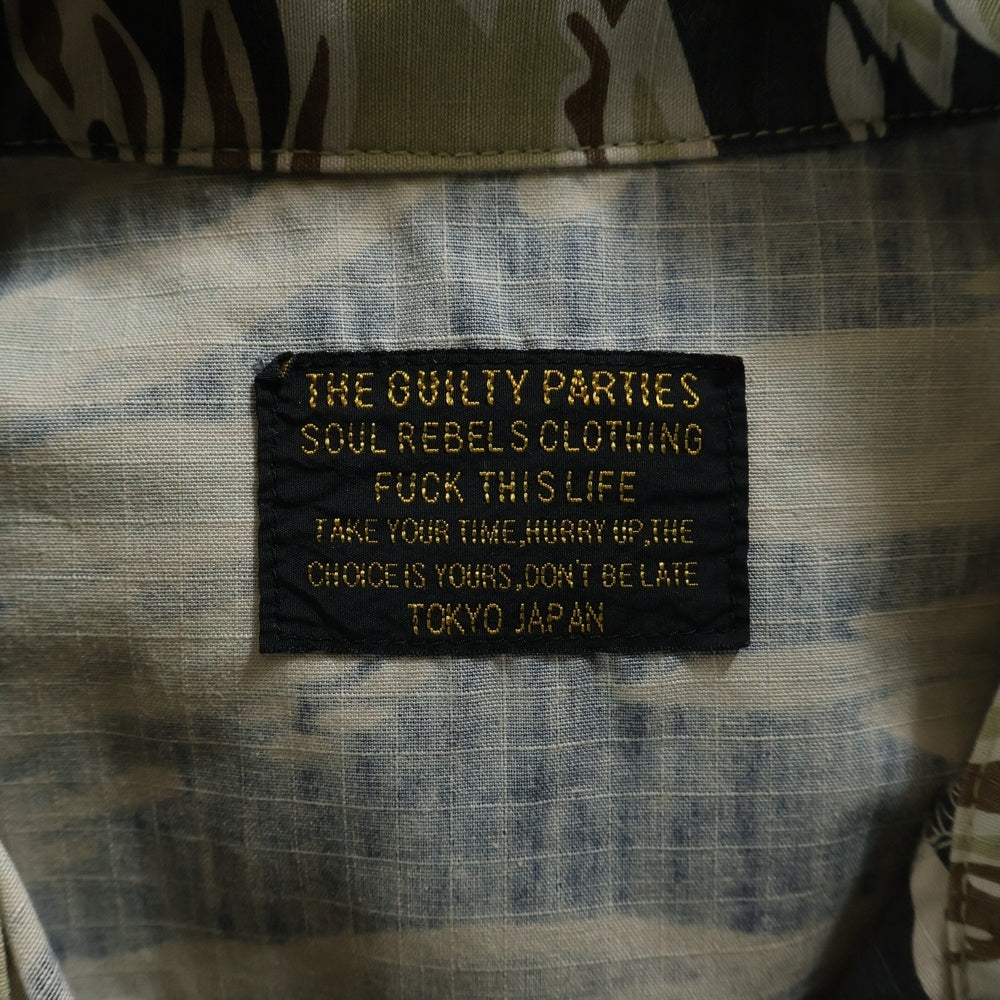 THE GUILTY PARTIES
SOUL REBELS CLOTHING
FUCK THIS LIFE
TAKE YOUR TIME,HURRY UP,THE
CHOICE IS YOURS,DON'T BE LATE
TOKYO JAPAN